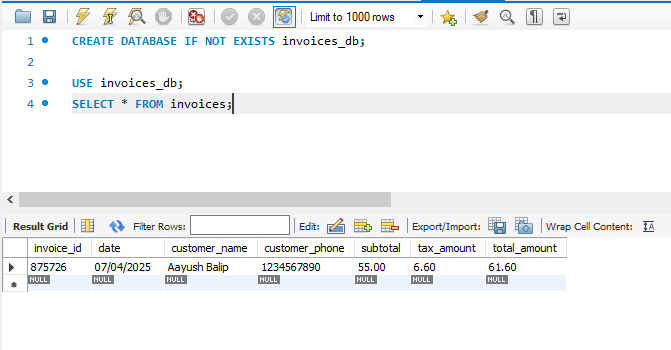 Limit to 1000 rows
1 CREATE DATABASE IF NOT EXISTS invoices_db;
2
3 USE invoices_db;
4 SELECT * FROM invoices;
Result Grid Filter Rows: Edit: Export/Import: Wrap Cell Content:
invoice_id date customer_name customer_phone subtotal tax_amount total_amount
875726 07/04/2025 Aayush Balip 1234567890 55.00 6.60 61.60
NULL NULL NULL NULL NULL NULL NULL